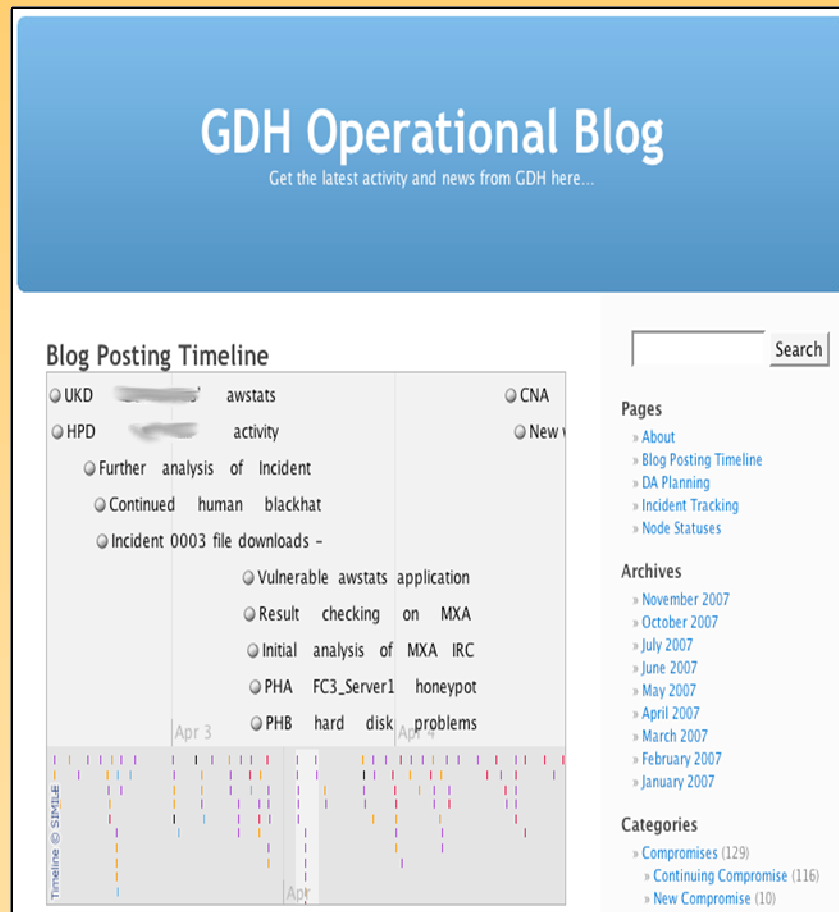 GDH Operational Blog
Get the latest activity and news from GDH here...
Blog Posting Timeline
UKD awstats
CNA
HPD activity
New
Further analysis of Incident
Continued human blackhat
Incident 0003 file downloads –
Vulnerable awstats application
Result checking on MXA
Initial analysis of MXA IRC
PHA FC3_Server1 honeypot
PHB hard disk problems
Apr 3
Apr 4
Timeline © SIMILE
Apr
Search
Pages
» About
» Blog Posting Timeline
» DA Planning
» Incident Tracking
» Node Statuses
Archives
» November 2007
» October 2007
» July 2007
» June 2007
» May 2007
» April 2007
» March 2007
» February 2007
» January 2007
Categories
» Compromises (129)
» Continuing Compromise (116)
» New Compromise (10)